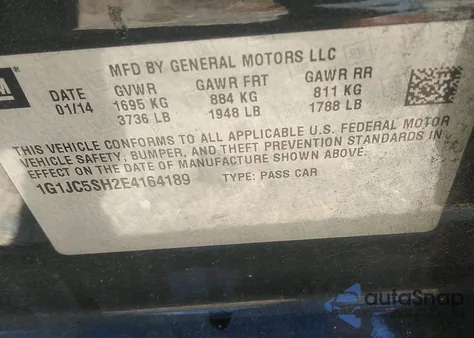 GM
MFD BY GENERAL MOTORS LLC
DATE GVWR GAWR FRT GAWR RR
01/14 1695 KG 884 KG 811 KG
3736 LB 1948 LB 1788 LB
THIS VEHICLE CONFORMS TO ALL APPLICABLE U.S. FEDERAL MOTOR
VEHICLE SAFETY, BUMPER, AND THEFT PREVENTION STANDARDS IN
EFFECT ON THE DATE OF MANUFACTURE SHOWN ABOVE.
1G1JC5SH2E4164189 TYPE: PASS CAR
autoSnap